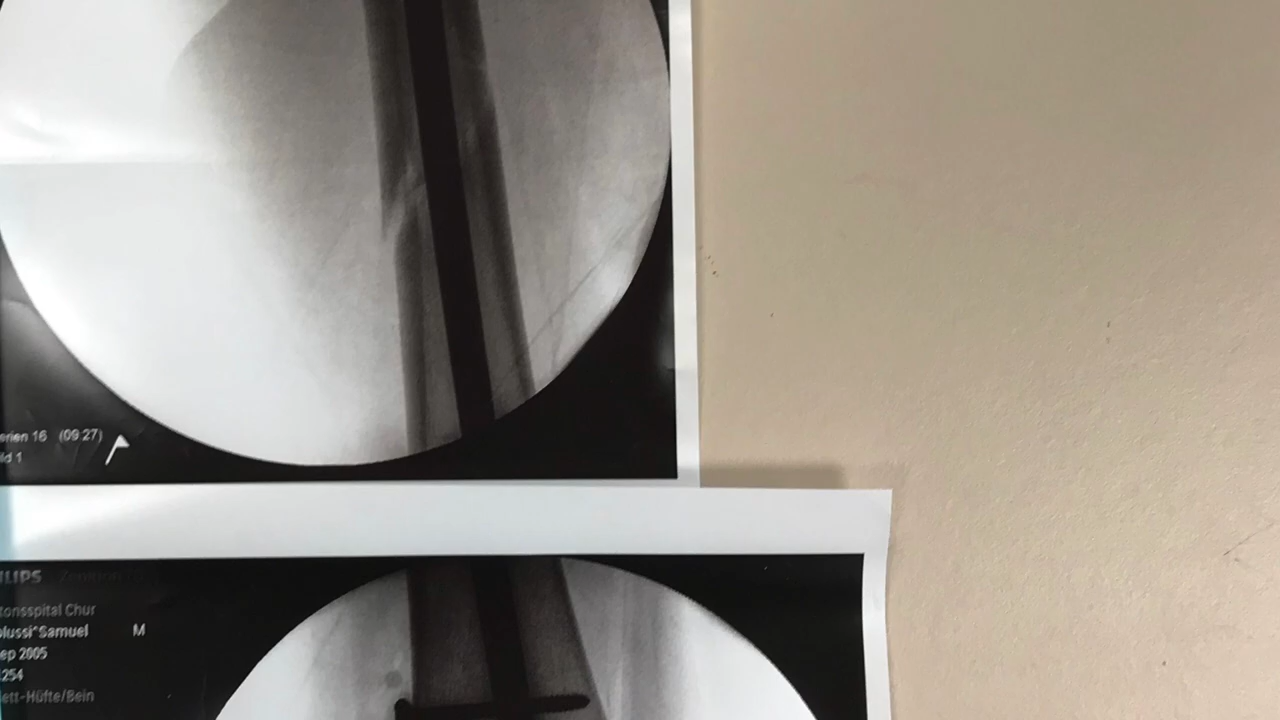 erien 16 (09:27)
ild 1
ILIPS
tonsspital Chur
olussi^Samuel M
ep 2005
254
ett-Hüfte/Bein